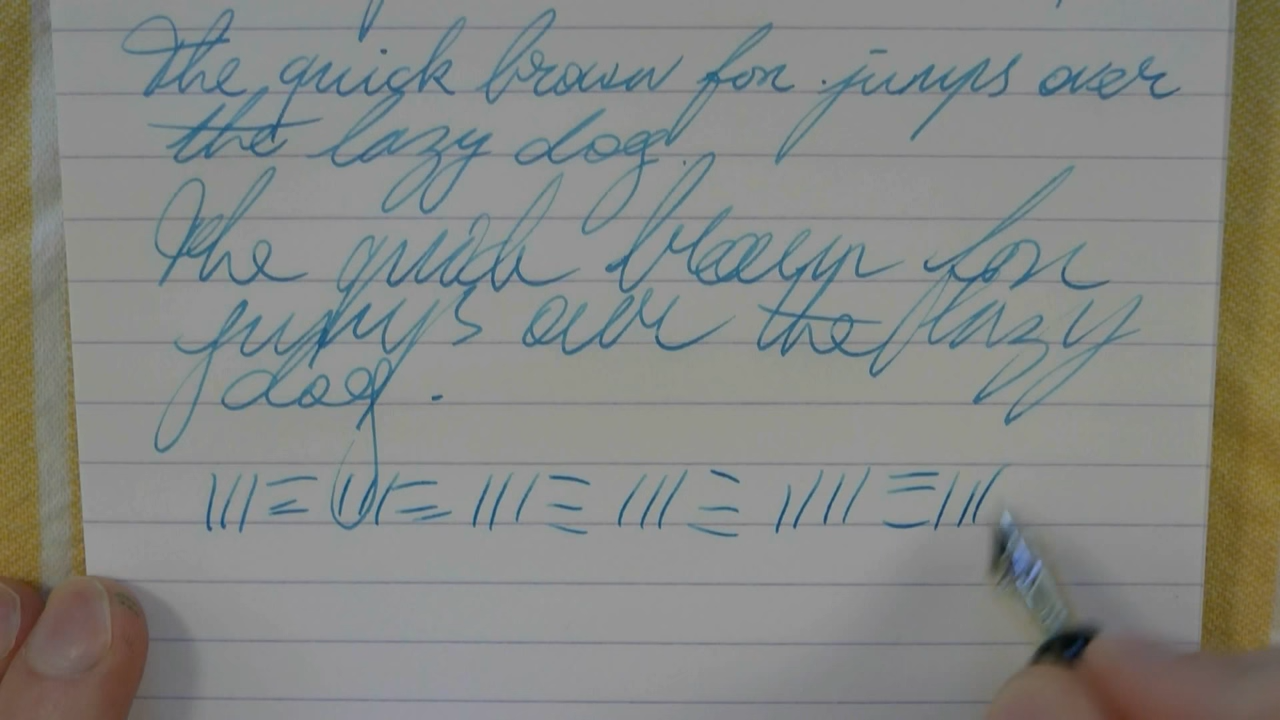 The quick brown fox jumps over
the lazy dog.
The quick brown fox
jumps over the lazy
dog.